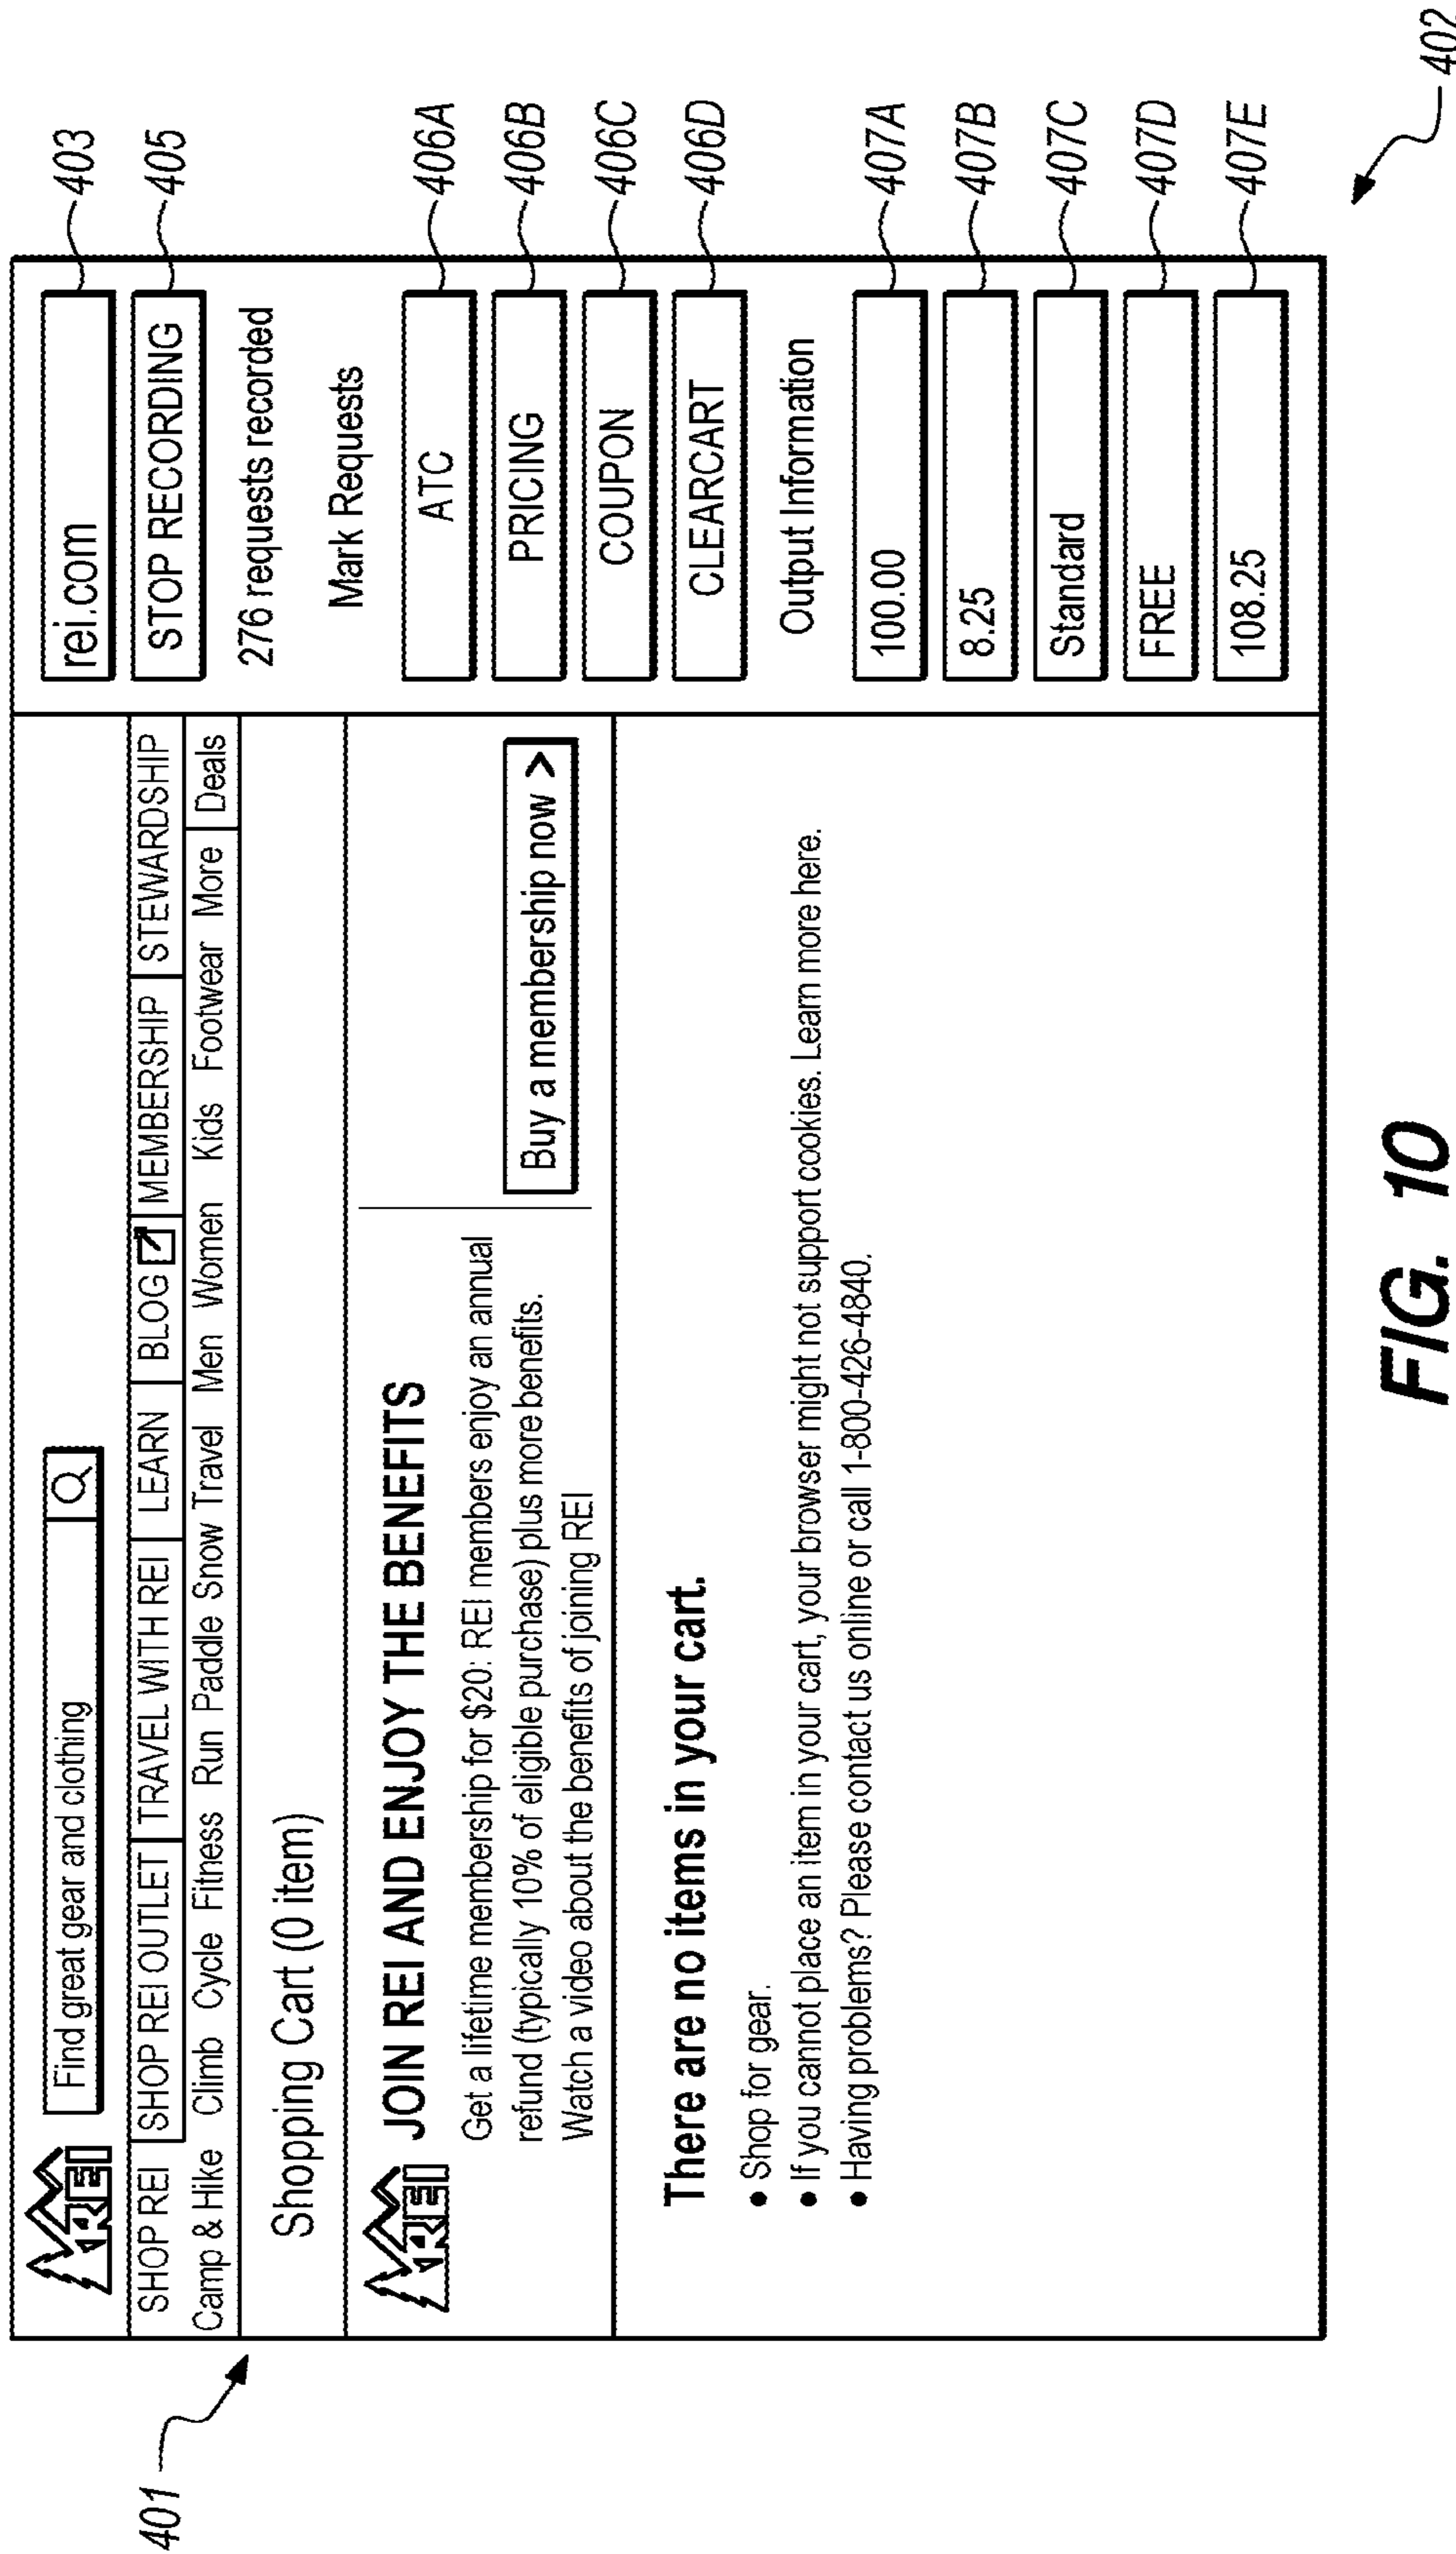 REI
Find great gear and clothing
SHOP REI SHOP REI OUTLET TRAVEL WITH REI LEARN BLOG MEMBERSHIP STEWARDSHIP
Camp & Hike Climb Cycle Fitness Run Paddle Snow Travel Men Women Kids Footwear More Deals
Shopping Cart (0 item)
REI
JOIN REI AND ENJOY THE BENEFITS
Get a lifetime membership for $20: REI members enjoy an annual
refund (typically 10% of eligible purchase) plus more benefits.
Watch a video about the benefits of joining REI
Buy a membership now >
There are no items in your cart.
• Shop for gear.
• If you cannot place an item in your cart, your browser might not support cookies. Learn more here.
• Having problems? Please contact us online or call 1-800-426-4840.
401
rei.com
403
STOP RECORDING
405
276 requests recorded
Mark Requests
ATC
406A
PRICING
406B
COUPON
406C
CLEARCART
406D
Output Information
100.00
407A
8.25
407B
Standard
407C
FREE
407D
108.25
407E
402
FIG. 10